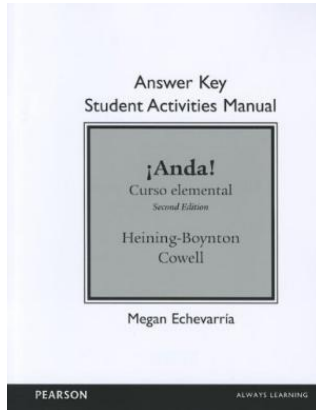 Answer Key
Student Activities Manual
¡Anda!
Curso elemental
Second Edition
Heining-Boynton
Cowell
Megan Echevarria
PEARSON
ALWAYS LEARNING